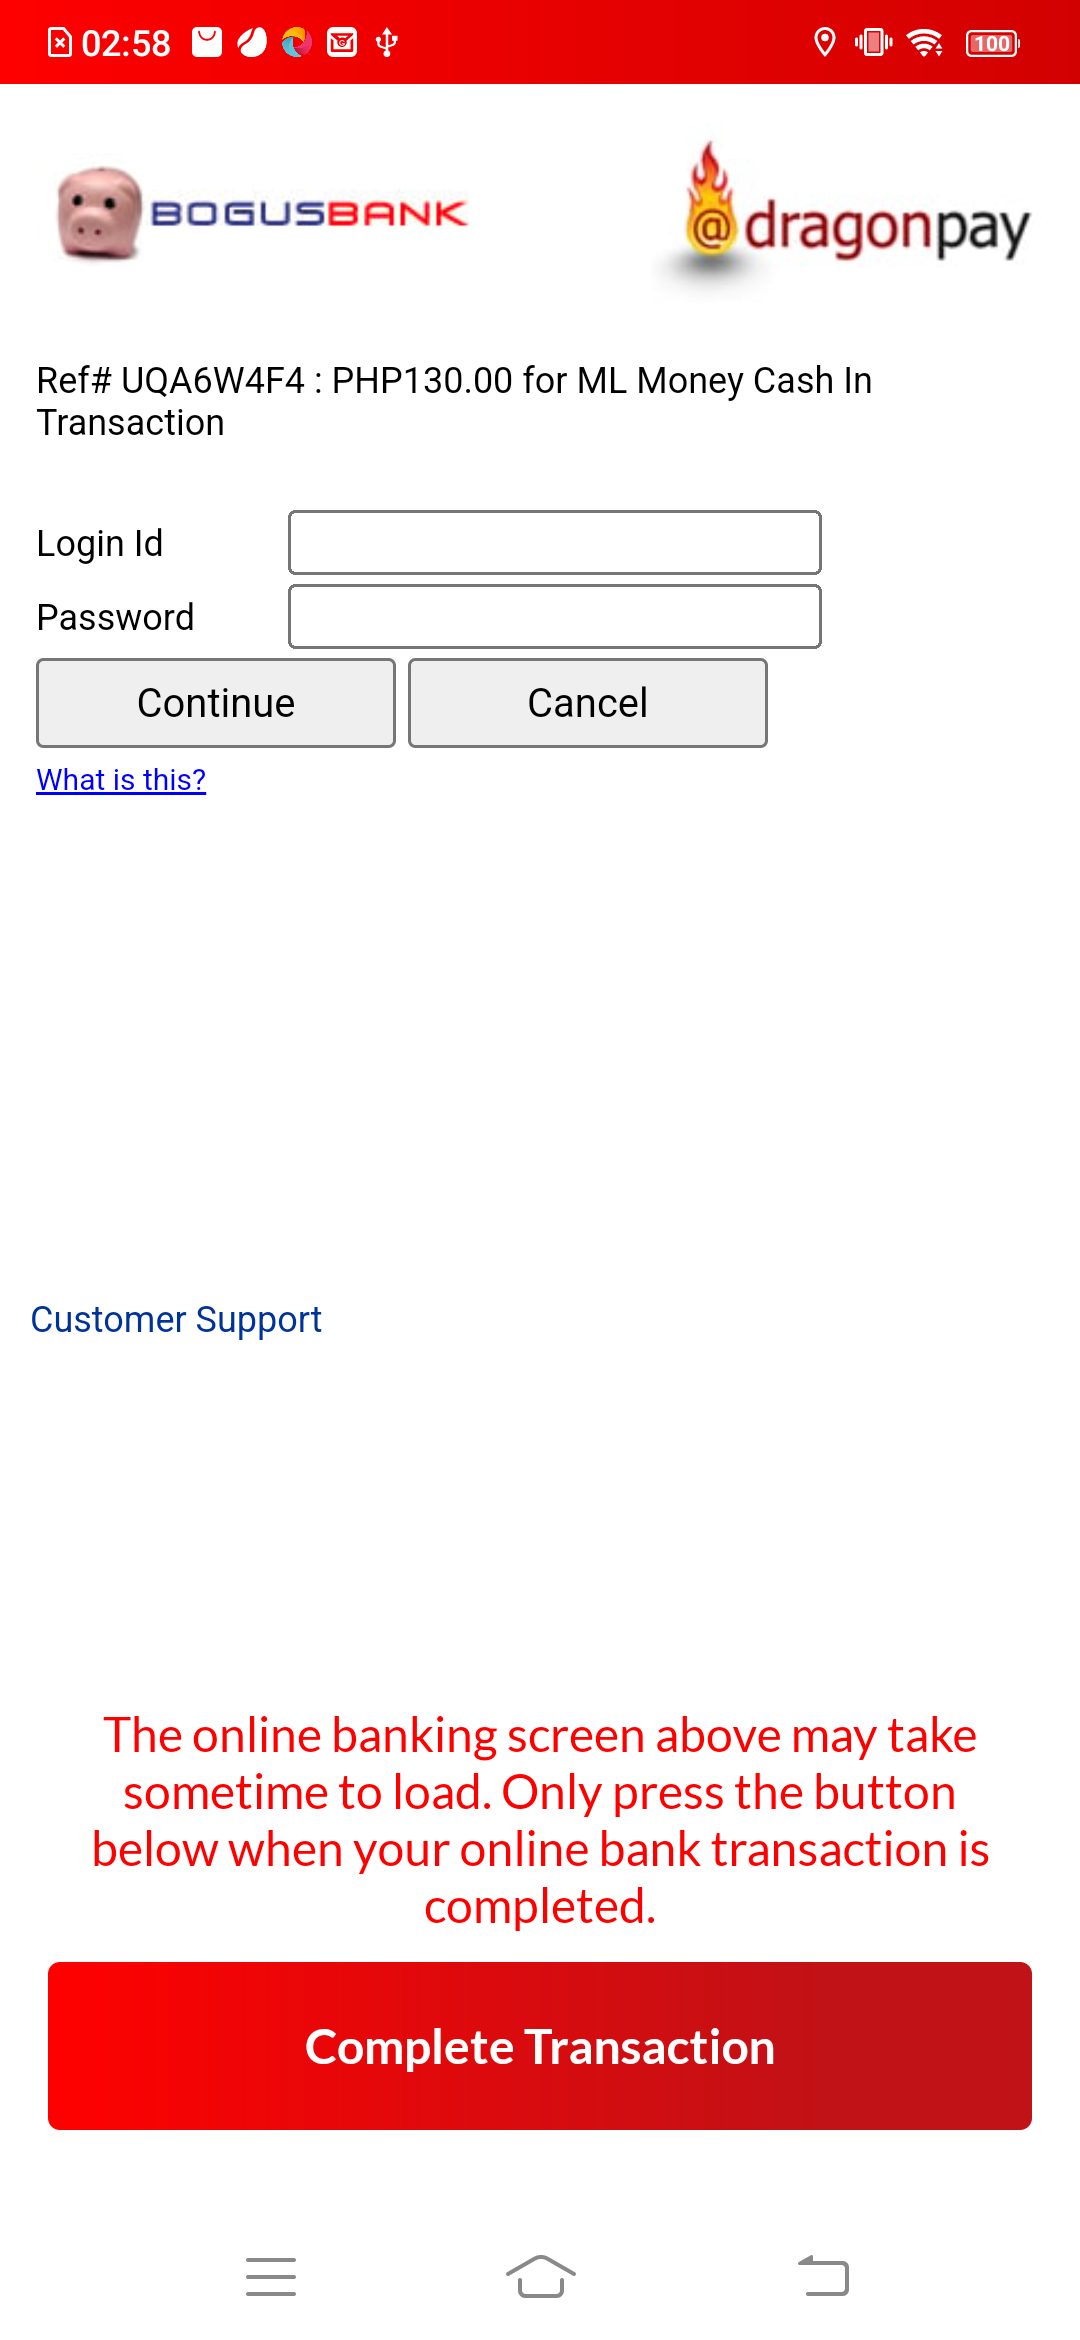 02:58
100
BOGUSBANK
@dragonpay
Ref# UQA6W4F4 : PHP130.00 for ML Money Cash In
Transaction
Login Id
Password
Continue
Cancel
What is this?
Customer Support
The online banking screen above may take
sometime to load. Only press the button
below when your online bank transaction is
completed.
Complete Transaction